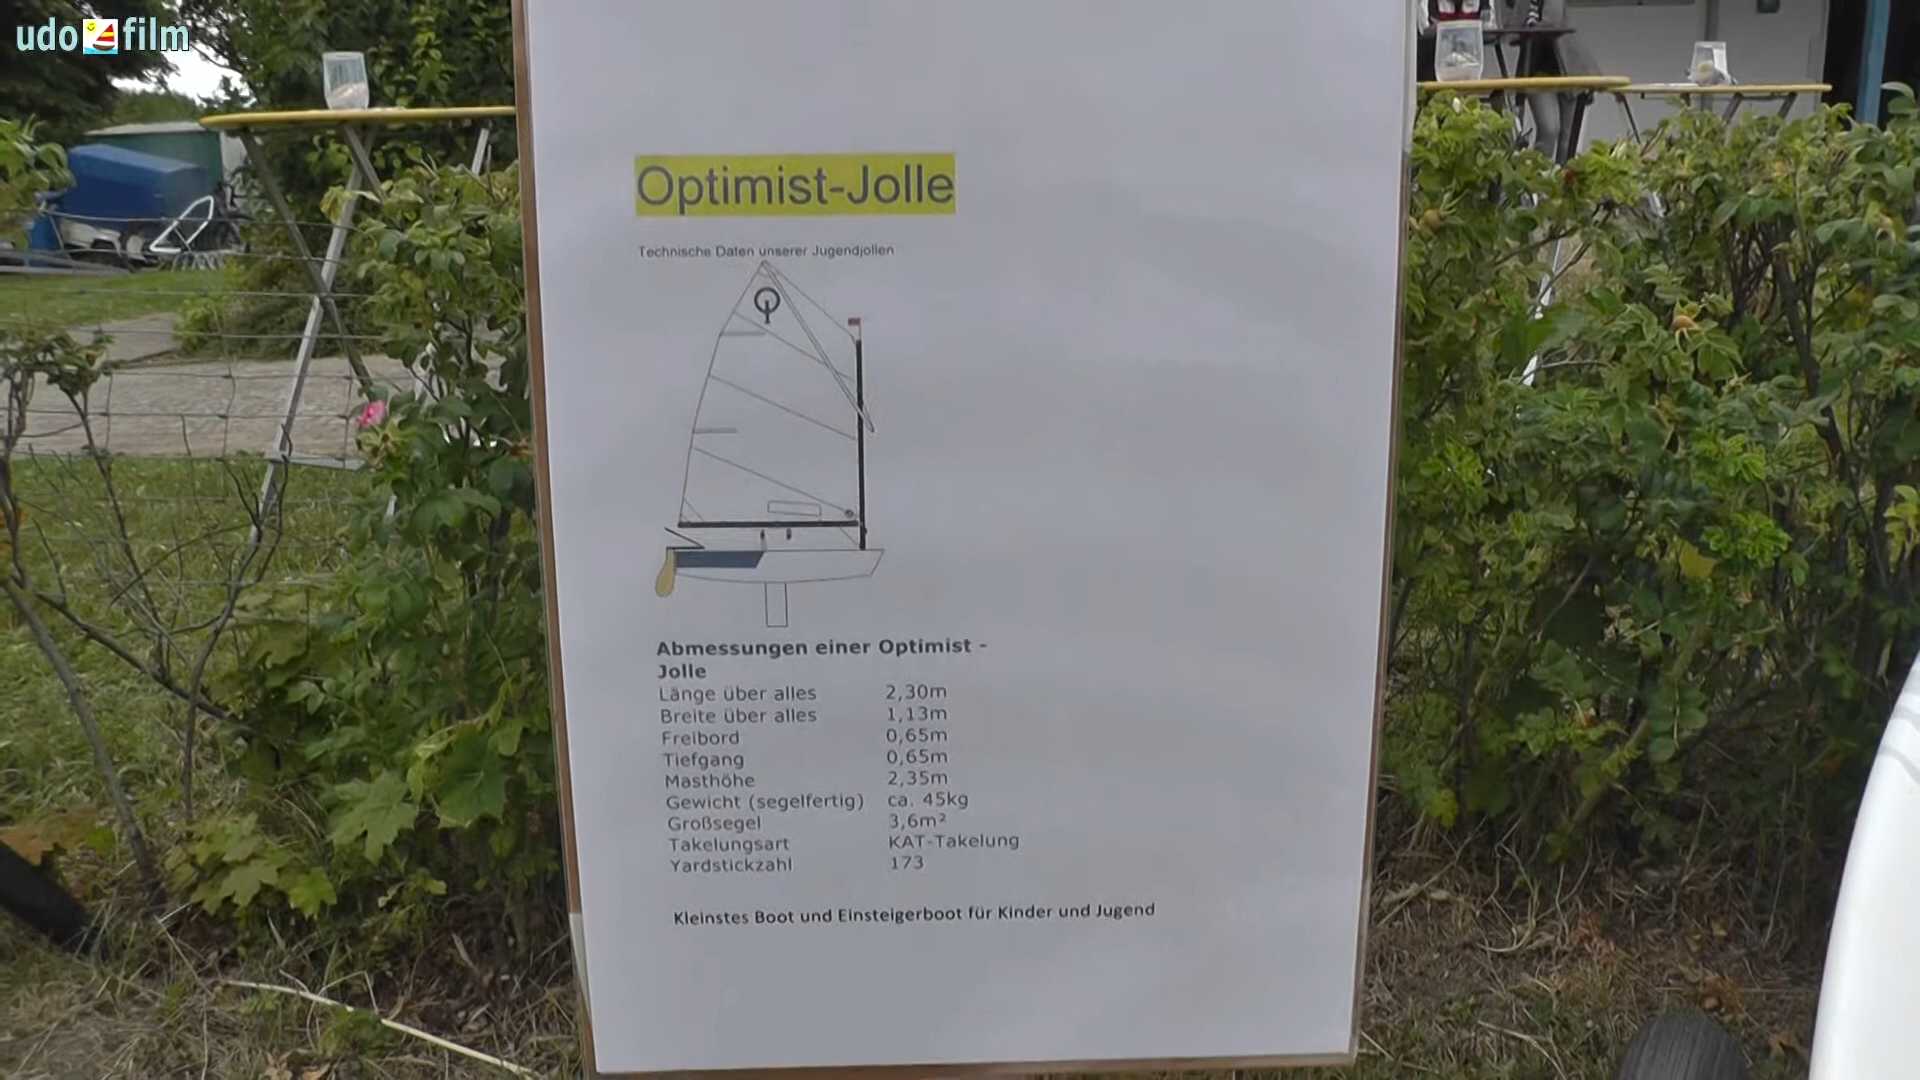 udo film
Optimist-Jolle
Technische Daten unserer Jugendjollen
Abmessungen einer Optimist -
Jolle
Länge über alles 2,30m
Breite über alles 1,13m
Freibord 0,65m
Tiefgang 0,65m
Masthöhe 2,35m
Gewicht (segelfertig) ca. 45kg
Großsegel 3,6m²
Takelungsart KAT-Takelung
Yardstickzahl 173
Kleinstes Boot und Einsteigerboot für Kinder und Jugend